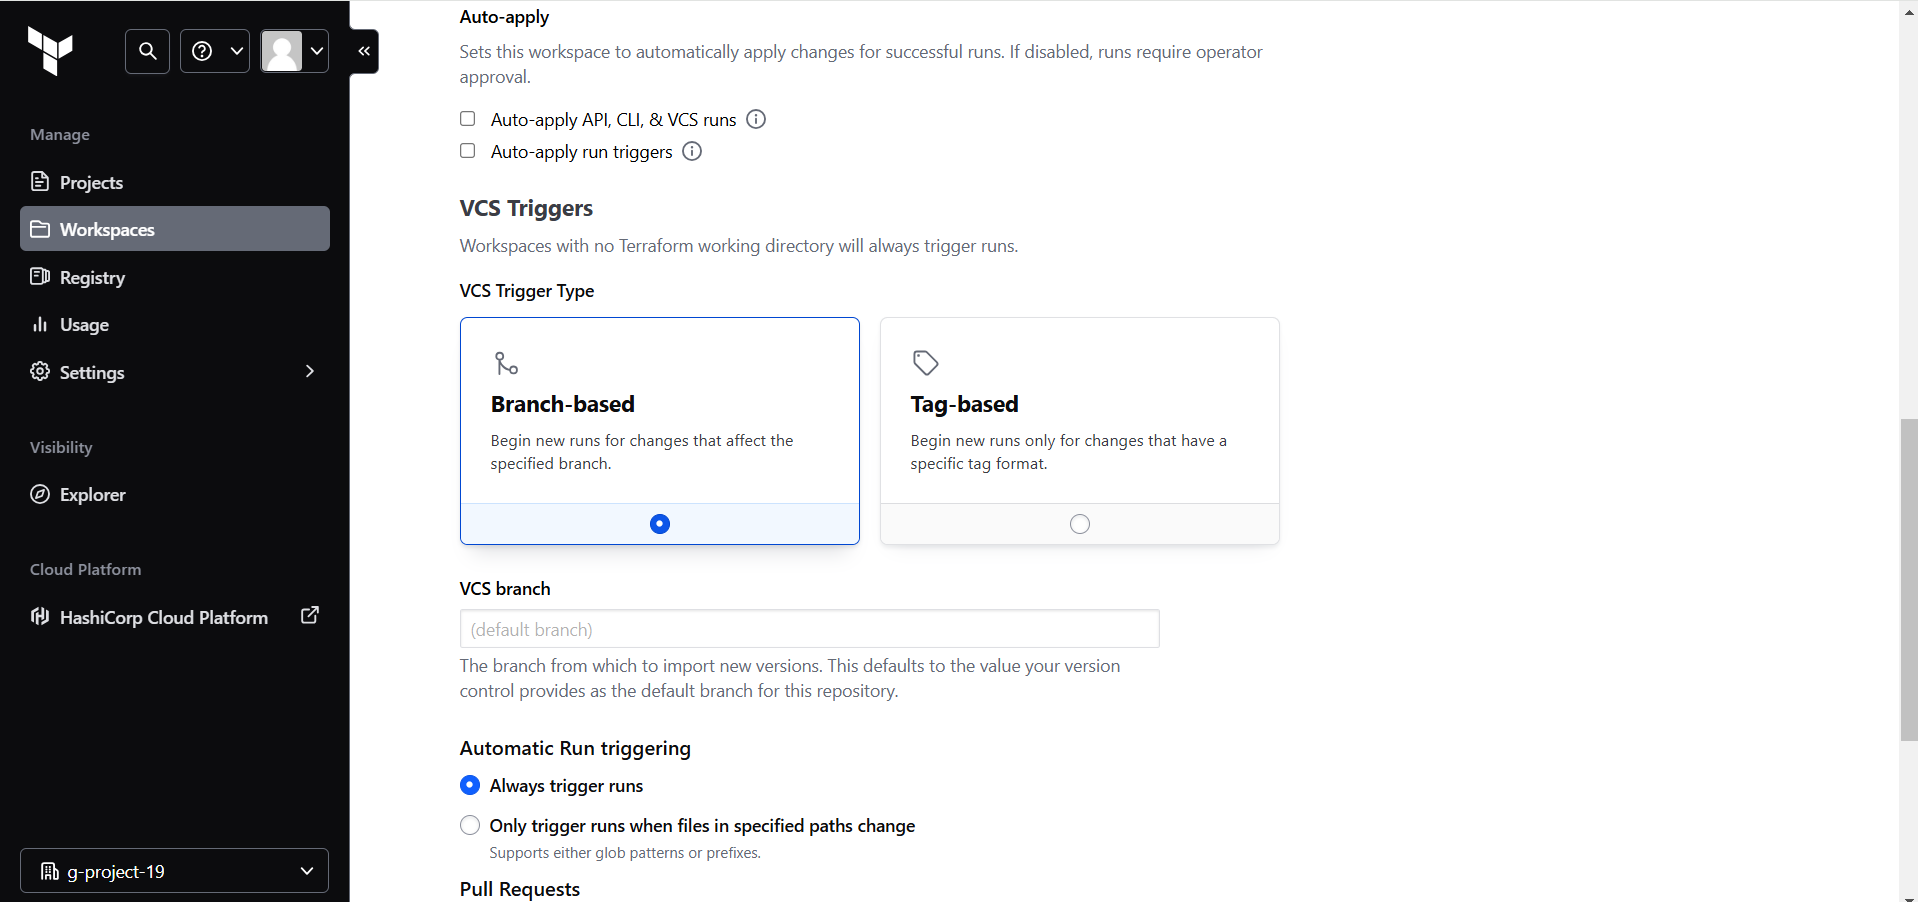 Manage
Projects
Workspaces
Registry
Usage
Settings
Visibility
Explorer
Cloud Platform
HashiCorp Cloud Platform
g-project-19
Auto-apply
Sets this workspace to automatically apply changes for successful runs. If disabled, runs require operator
approval.
Auto-apply API, CLI, & VCS runs
Auto-apply run triggers
VCS Triggers
Workspaces with no Terraform working directory will always trigger runs.
VCS Trigger Type
Branch-based
Begin new runs for changes that affect the
specified branch.
Tag-based
Begin new runs only for changes that have a
specific tag format.
VCS branch
(default branch)
The branch from which to import new versions. This defaults to the value your version
control provides as the default branch for this repository.
Automatic Run triggering
Always trigger runs
Only trigger runs when files in specified paths change
Supports either glob patterns or prefixes.
Pull Requests